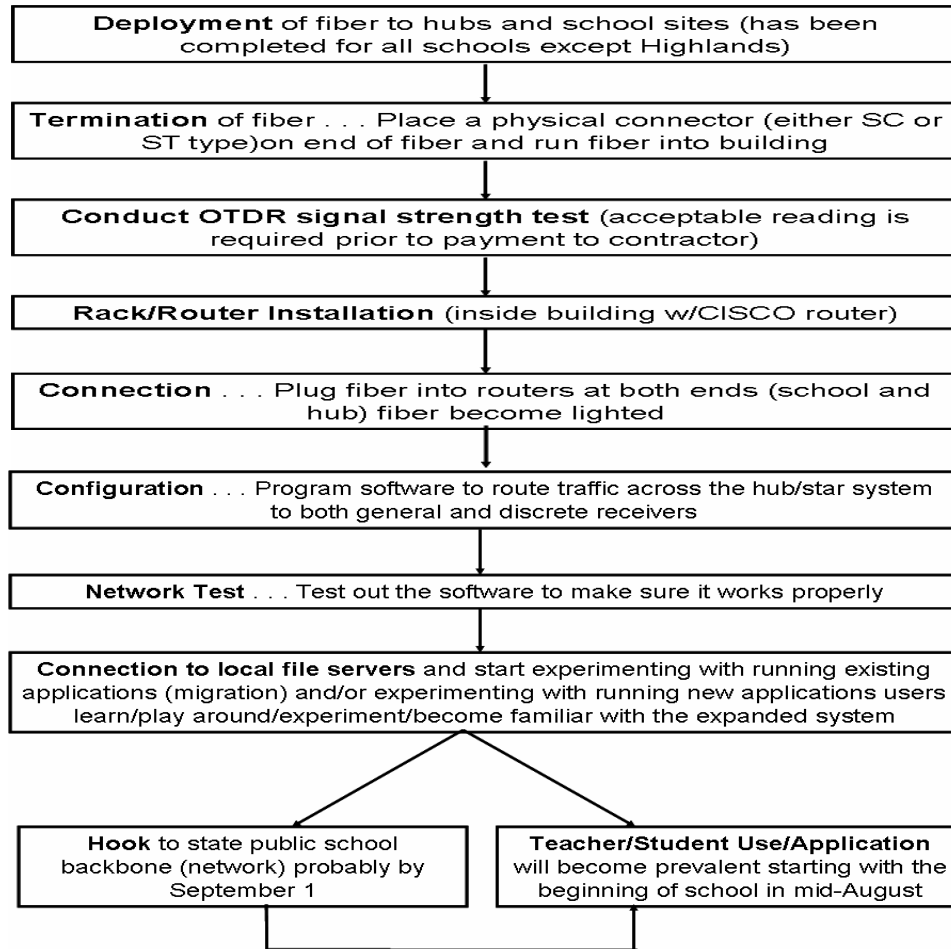 Deployment of fiber to hubs and school sites (has been
completed for all schools except Highlands)
Termination of fiber . . . Place a physical connector (either SC or
ST type)on end of fiber and run fiber into building
Conduct OTDR signal strength test (acceptable reading is
required prior to payment to contractor)
Rack/Router Installation (inside building w/CISCO router)
Connection . . . Plug fiber into routers at both ends (school and
hub) fiber become lighted
Configuration . . . Program software to route traffic across the hub/star system
to both general and discrete receivers
Network Test . . . Test out the software to make sure it works properly
Connection to local file servers and start experimenting with running existing
applications (migration) and/or experimenting with running new applications users
learn/play around/experiment/become familiar with the expanded system
Hook to state public school
backbone (network) probably by
September 1
Teacher/Student Use/Application
will become prevalent starting with the
beginning of school in mid-August